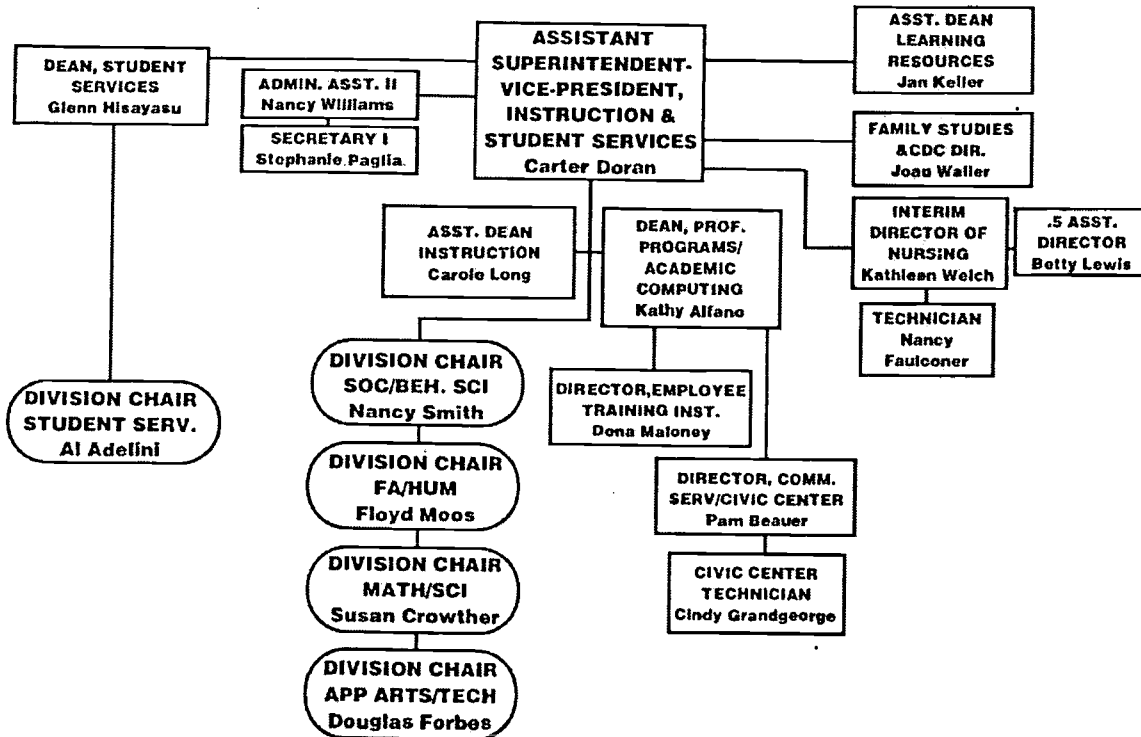 DEAN, STUDENT
SERVICES
Glenn Hisayasu
ADMIN. ASST. II
Nancy Williams
SECRETARY I
Stephanie Paglia
ASSISTANT
SUPERINTENDENT-
VICE-PRESIDENT,
INSTRUCTION &
STUDENT SERVICES
Carter Doran
ASST. DEAN
LEARNING
RESOURCES
Jan Keller
FAMILY STUDIES
&CDC DIR.
Joan Waller
INTERIM
DIRECTOR OF
NURSING
Kathleen Welch
.5 ASST.
DIRECTOR
Betty Lewis
TECHNICIAN
Nancy
Faulconer
ASST. DEAN
INSTRUCTION
Carole Long
DEAN, PROF.
PROGRAMS/
ACADEMIC
COMPUTING
Kathy Alfano
DIVISION CHAIR
STUDENT SERV.
Al Adelini
DIVISION CHAIR
SOC/BEH. SCI
Nancy Smith
DIVISION CHAIR
FA/HUM
Floyd Moos
DIVISION CHAIR
MATH/SCI
Susan Crowther
DIVISION CHAIR
APP ARTS/TECH
Douglas Forbes
DIRECTOR,EMPLOYEE
TRAINING INST.
Dena Maloney
DIRECTOR, COMM.
SERV/CIVIC CENTER
Pam Beauer
CIVIC CENTER
TECHNICIAN
Cindy Grandgeorge